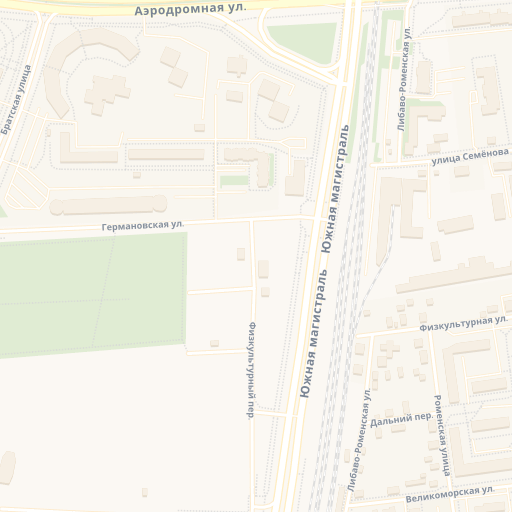 Аэродромная ул.
Братская улица
Либаво-Роменская ул.
улица Семёнова
Южная магистраль
Германовская ул.
Южная магистраль
Физкультурная ул.
Физкультурный пер.
Либаво-Роменская ул.
Дальний пер.
Роменская улица
Великоморская ул.